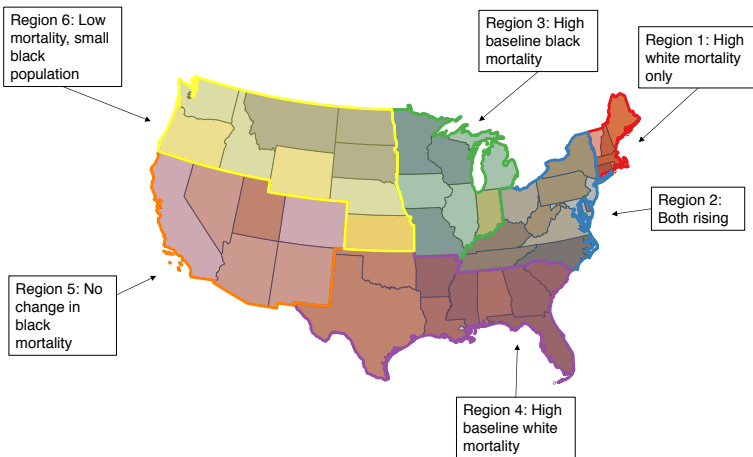 Region 6: Low
mortality, small
black
population
Region 3: High
baseline black
mortality
Region 1: High
white mortality
only
Region 2:
Both rising
Region 5: No
change in
black
mortality
Region 4: High
baseline white
mortality